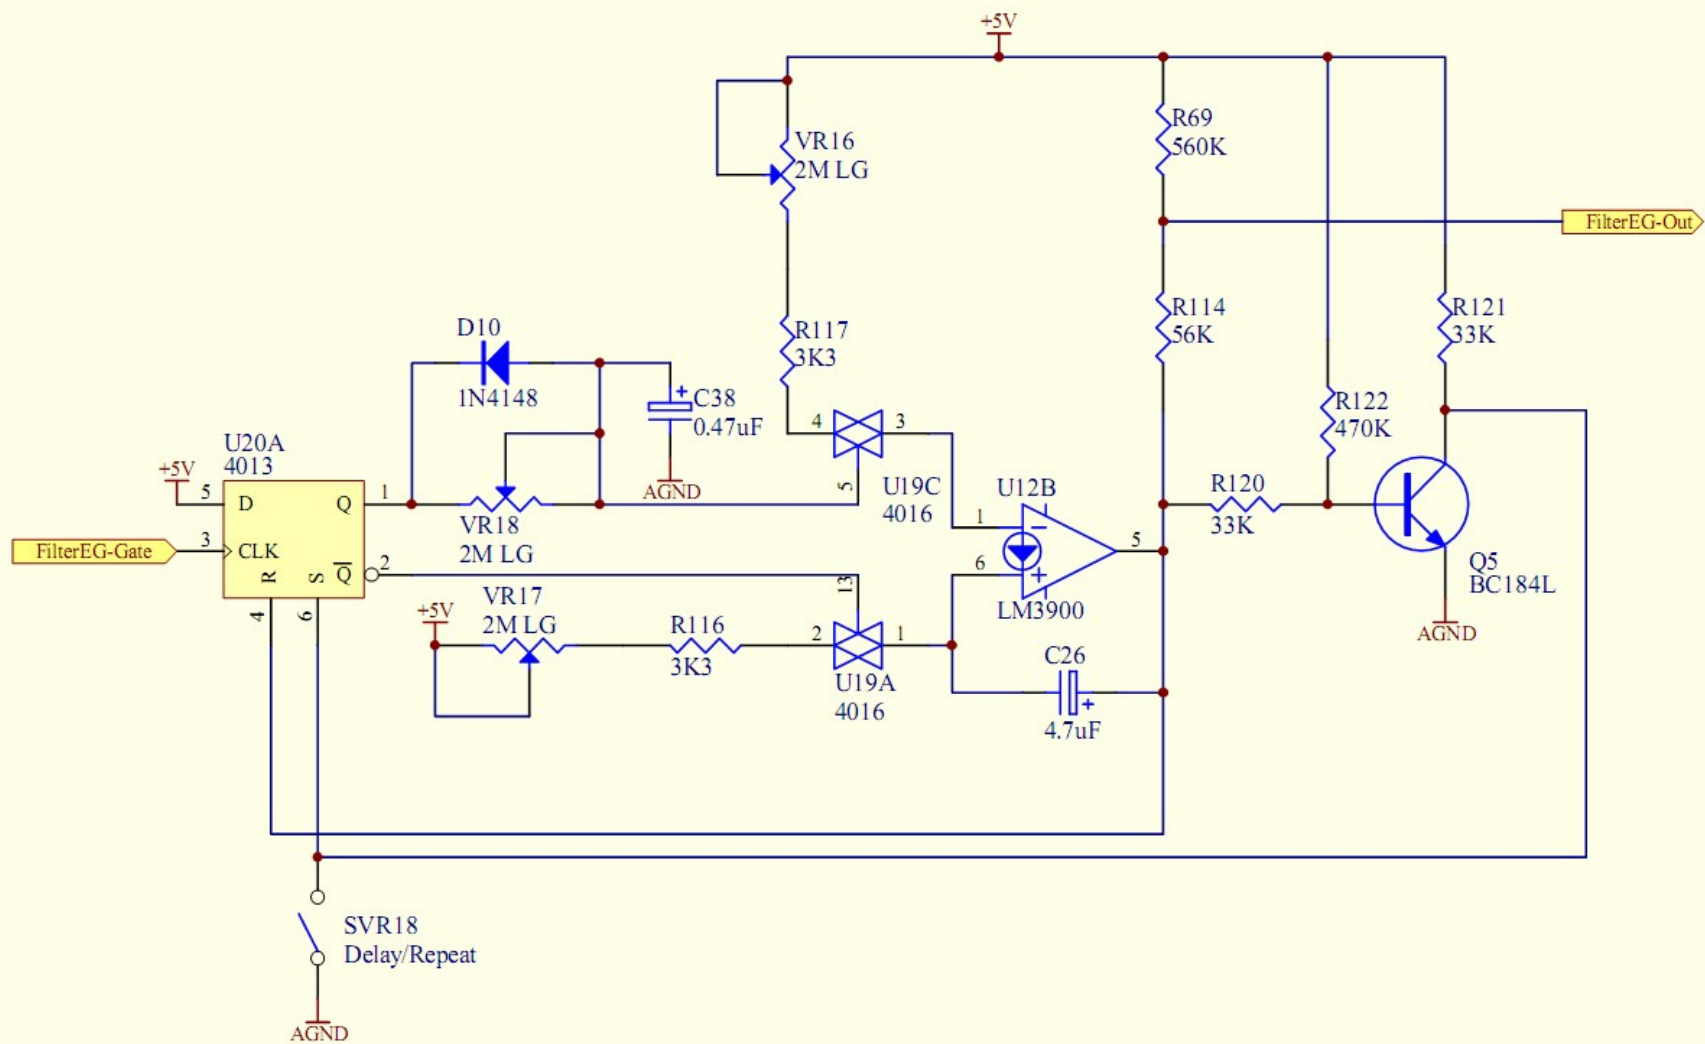 +5V
R69
560K
VR16
2M LG
FilterEG-Out
R114
56K
R121
33K
D10
1N4148
R117
3K3
C38
0.47uF
AGND
4
3
5
U19C
4016
R122
470K
U20A
4013
+5V
5
D
Q
1
VR18
2M LG
FilterEG-Gate
3
CLK
R
S
Q
2
4
6
U12B
1
6
5
LM3900
R120
33K
Q5
BC184L
AGND
+5V
VR17
2M LG
R116
3K3
13
2
1
U19A
4016
C26
4.7uF
SVR18
Delay/Repeat
AGND